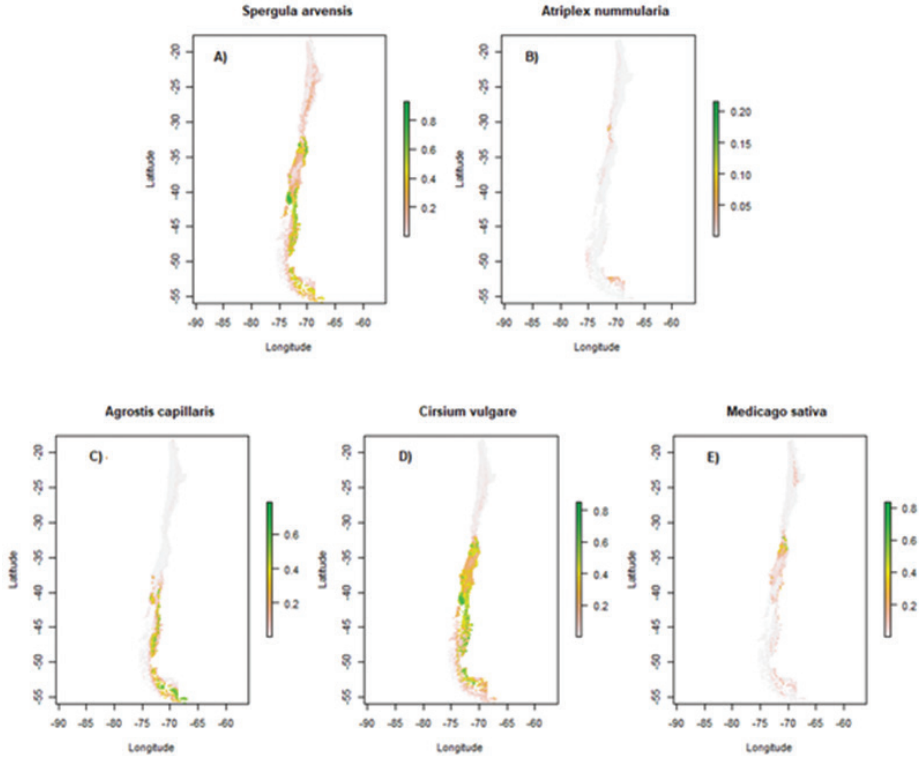 Spergula arvensis
Atriplex nummularia
A)
B)
-20
-25
-30
-35
-40
-45
-50
-55
Latitude
-90 -85 -80 -75 -70 -65 -60
Longitude
0.8
0.6
0.4
0.2
-20
-25
-30
-35
-40
-45
-50
-55
Latitude
-90 -85 -80 -75 -70 -65 -60
Longitude
0.20
0.15
0.10
0.05
Agrostis capillaris
Cirsium vulgare
Medicago sativa
C)
D)
E)
-20
-25
-30
-35
-40
-45
-50
-55
Latitude
-90 -85 -80 -75 -70 -65 -60
Longitude
0.6
0.4
0.2
-20
-25
-30
-35
-40
-45
-50
-55
Latitude
-90 -85 -80 -75 -70 -65 -60
Longitude
0.8
0.6
0.4
0.2
-20
-25
-30
-35
-40
-45
-50
-55
Latitude
-90 -85 -80 -75 -70 -65 -60
Longitude
0.8
0.6
0.4
0.2